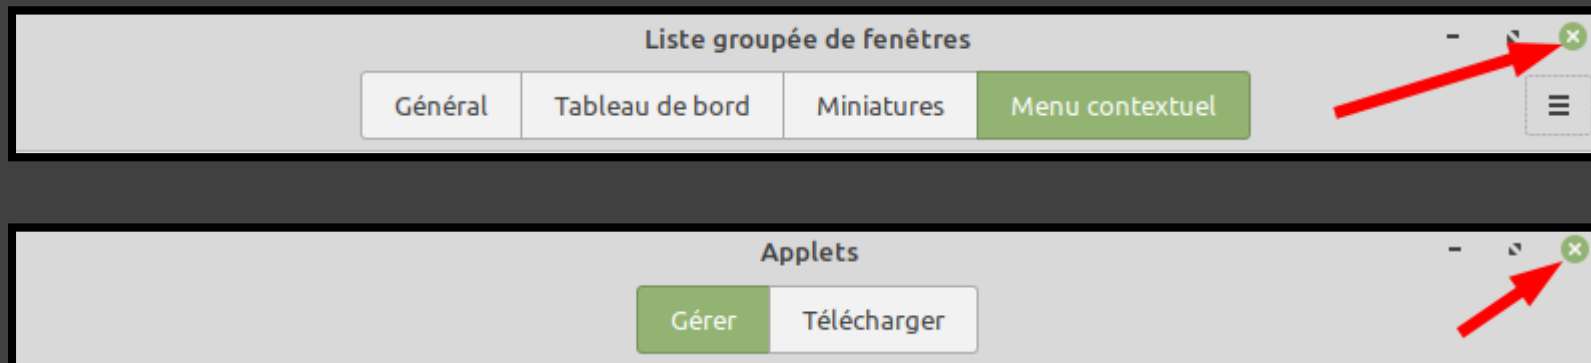 Liste groupée de fenêtres
Général Tableau de bord Miniatures Menu contextuel
Applets
Gérer Télécharger